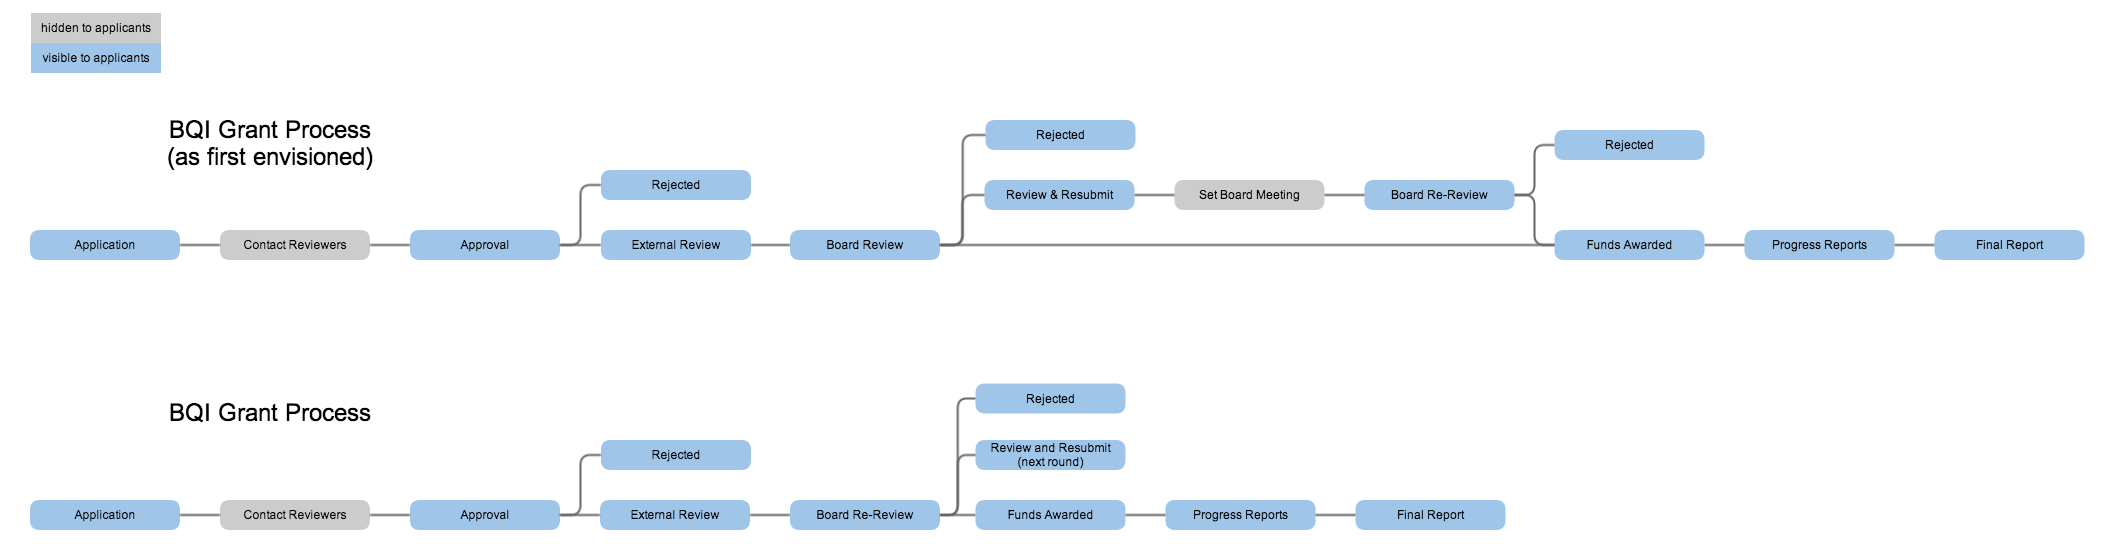 hidden to applicants
visible to applicants
BQI Grant Process
(as first envisioned)
Rejected
Rejected
Rejected
Review & Resubmit
Set Board Meeting
Board Re-Review
Application
Contact Reviewers
Approval
External Review
Board Review
Funds Awarded
Progress Reports
Final Report
BQI Grant Process
Rejected
Rejected
Review and Resubmit
(next round)
Application
Contact Reviewers
Approval
External Review
Board Re-Review
Funds Awarded
Progress Reports
Final Report